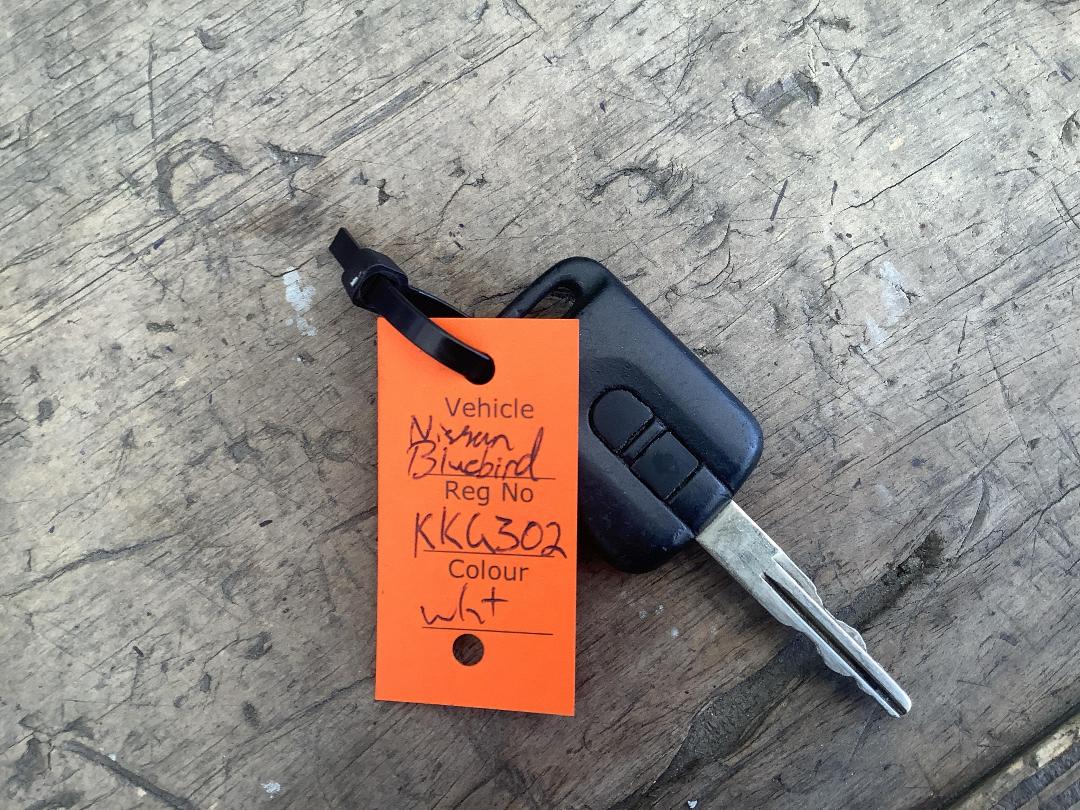 Vehicle
Nissan
Bluebird
Reg No
KKG302
Colour
wht